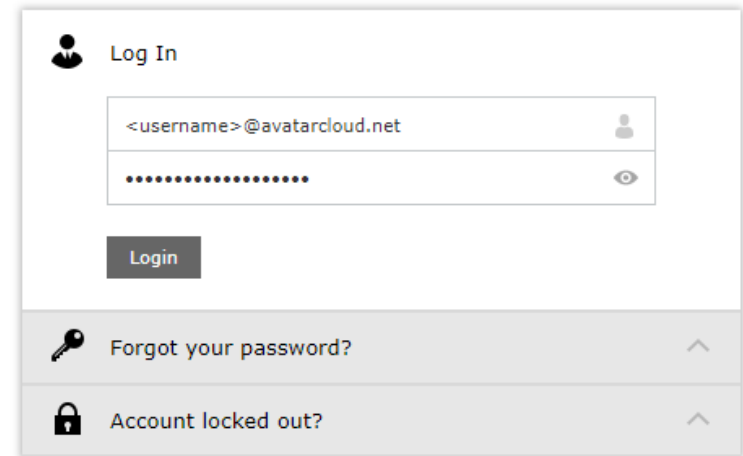 Log In
<username>@avatarcloud.net
•••••••••••••••••••
Login
Forgot your password?
Account locked out?